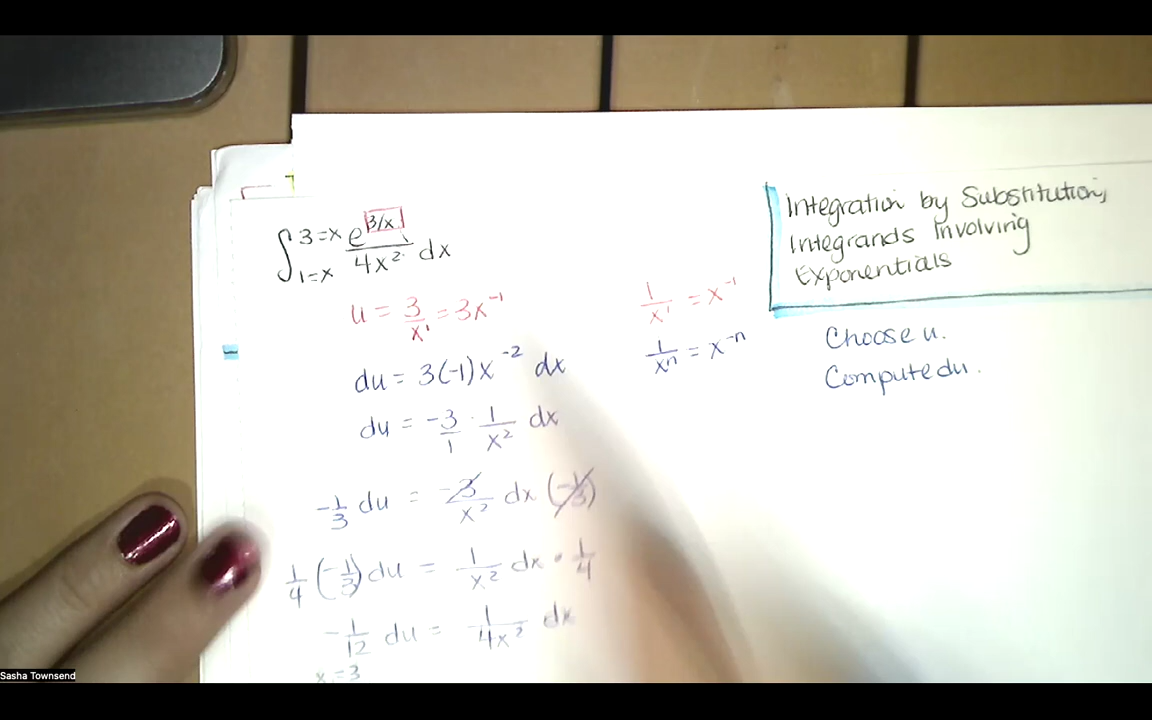 ∫ 3=x e^3/x
1=x 4x² dx
u = 3/x¹ = 3x⁻¹
du = 3(-1)x⁻² dx
du = -3/1 · 1/x² dx
-1/3 du = -3/x² dx (-1/3)
1/4 (-1/3) du = 1/x² dx · 1/4
-1/12 du = 1/4x² dx
x = 3
1/x¹ = x⁻¹
1/xⁿ = x⁻ⁿ
Integration by Substitution,
Integrands Involving
Exponentials
Choose u.
Compute du.
Sasha Townsend